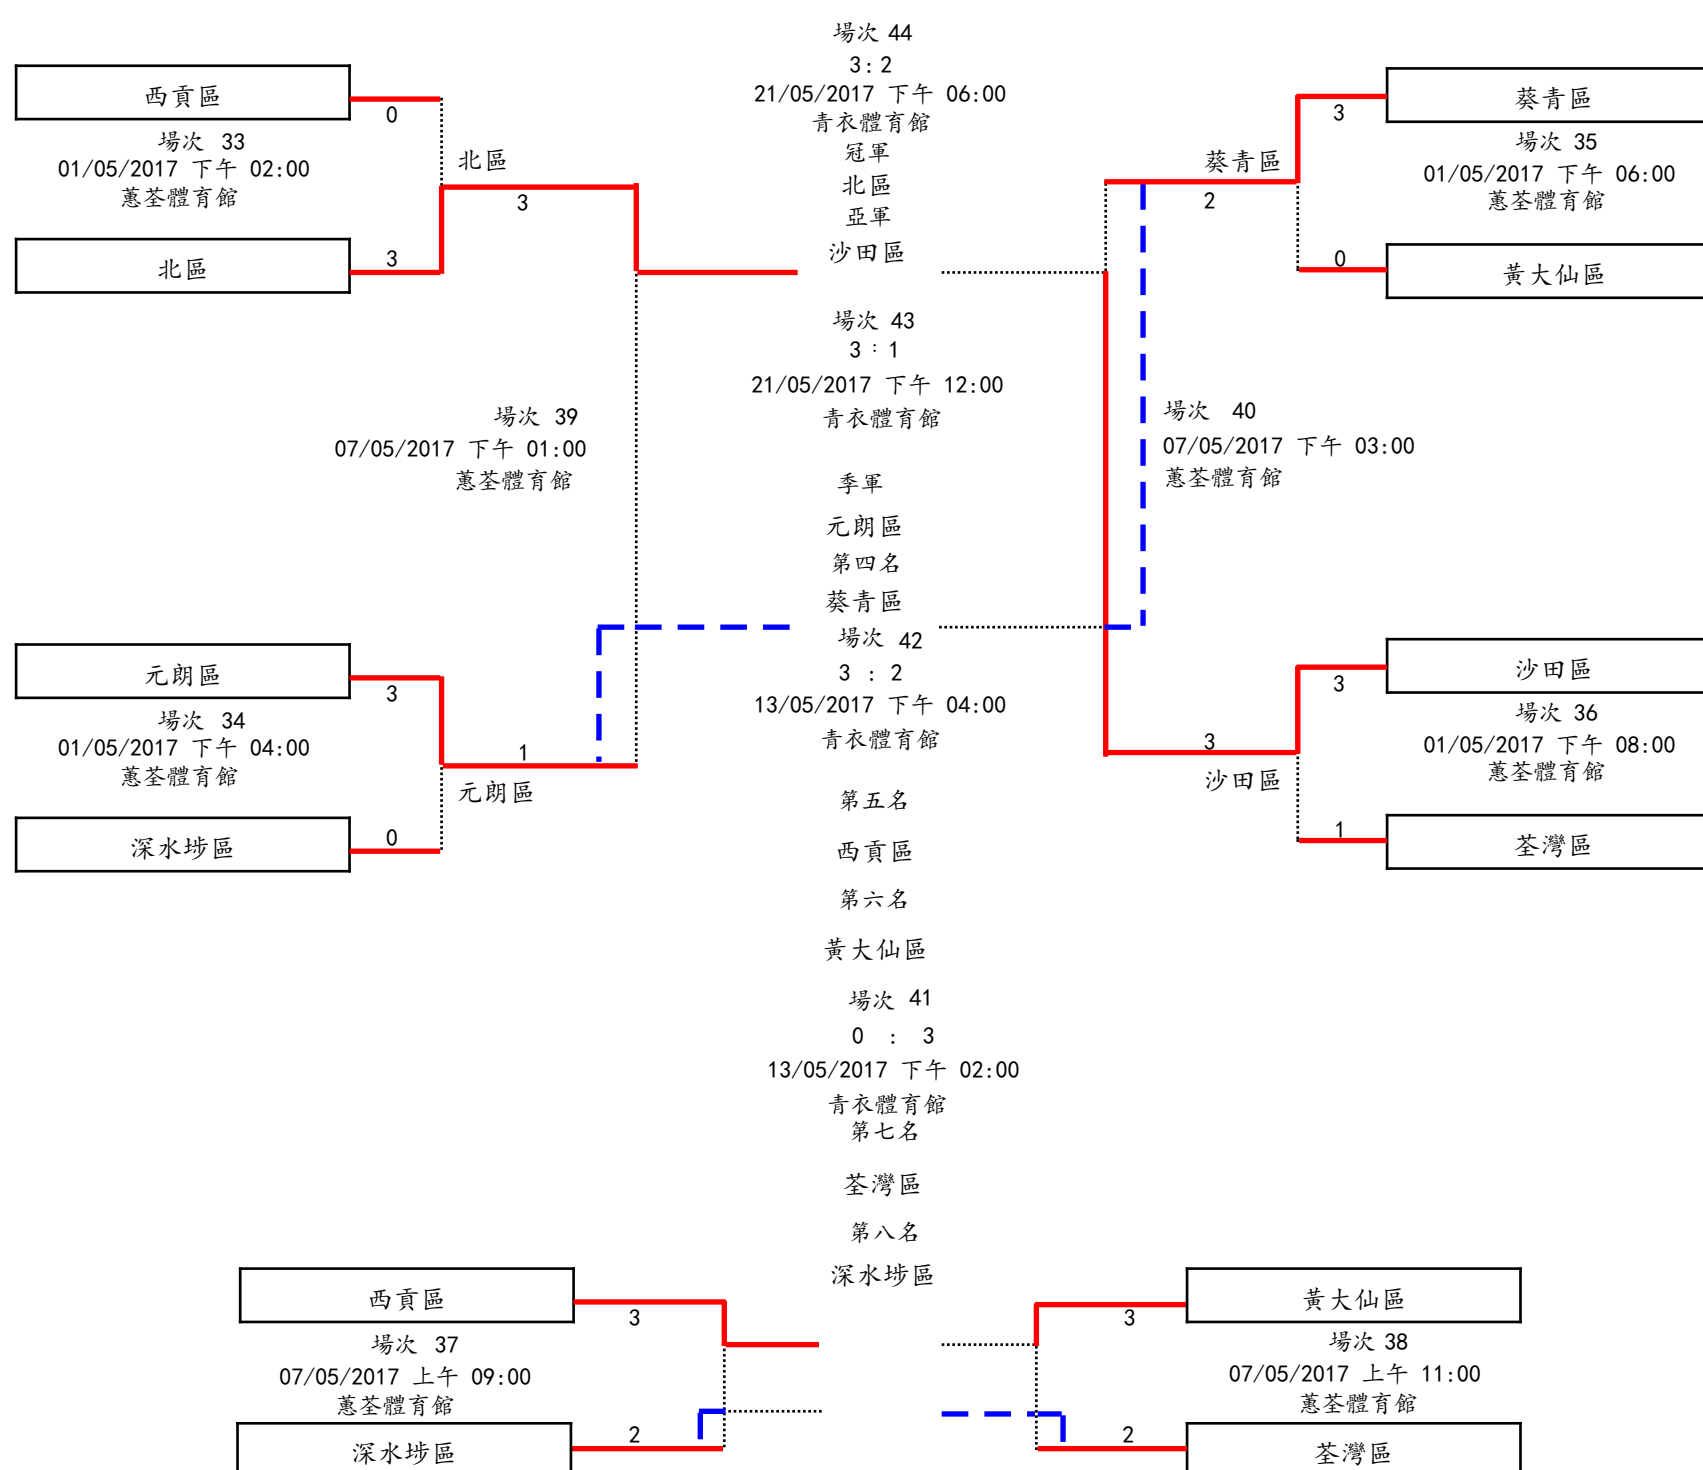 場次 44
3:2
21/05/2017 下午 06:00
青衣體育館
冠軍
北區
亞軍
沙田區
西貢區
0
場次 33
01/05/2017 下午 02:00
蕙荃體育館
北區
3
北區
3
葵青區
3
場次 35
01/05/2017 下午 06:00
蕙荃體育館
葵青區
2
黃大仙區
0
場次 43
3:1
21/05/2017 下午 12:00
青衣體育館
場次 39
07/05/2017 下午 01:00
蕙荃體育館
場次 40
07/05/2017 下午 03:00
蕙荃體育館
季軍
元朗區
第四名
葵青區
場次 42
3 : 2
13/05/2017 下午 04:00
青衣體育館
元朗區
3
場次 34
01/05/2017 下午 04:00
蕙荃體育館
1
元朗區
深水埗區
0
沙田區
3
場次 36
01/05/2017 下午 08:00
蕙荃體育館
3
沙田區
荃灣區
1
第五名
西貢區
第六名
黃大仙區
場次 41
0 : 3
13/05/2017 下午 02:00
青衣體育館
第七名
荃灣區
第八名
深水埗區
西貢區
3
場次 37
07/05/2017 上午 09:00
蕙荃體育館
深水埗區
2
黃大仙區
3
場次 38
07/05/2017 上午 11:00
蕙荃體育館
荃灣區
2